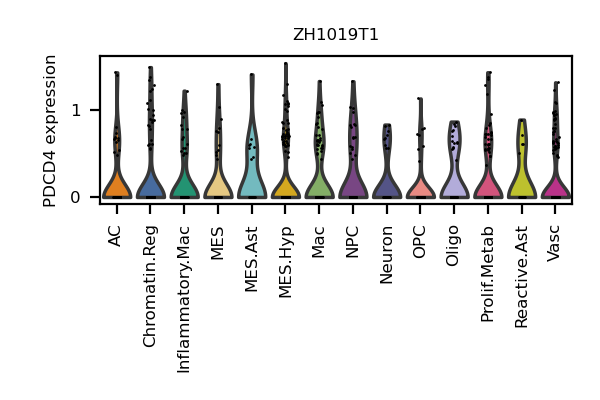 ZH1019T1
PDCD4 expression
1
0
AC
Chromatin.Reg
Inflammatory.Mac
MES
MES.Ast
MES.Hyp
Mac
NPC
Neuron
OPC
Oligo
Prolif.Metab
Reactive.Ast
Vasc